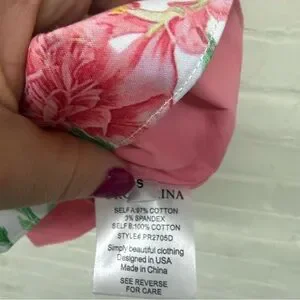 S
INA
SELF A:97% COTTON
3% SPANDEX
SELF B:100% COTTON
STYLE# PR2705D
Simply beautiful clothing
Designed in USA
Made in China
SEE REVERSE
FOR CARE